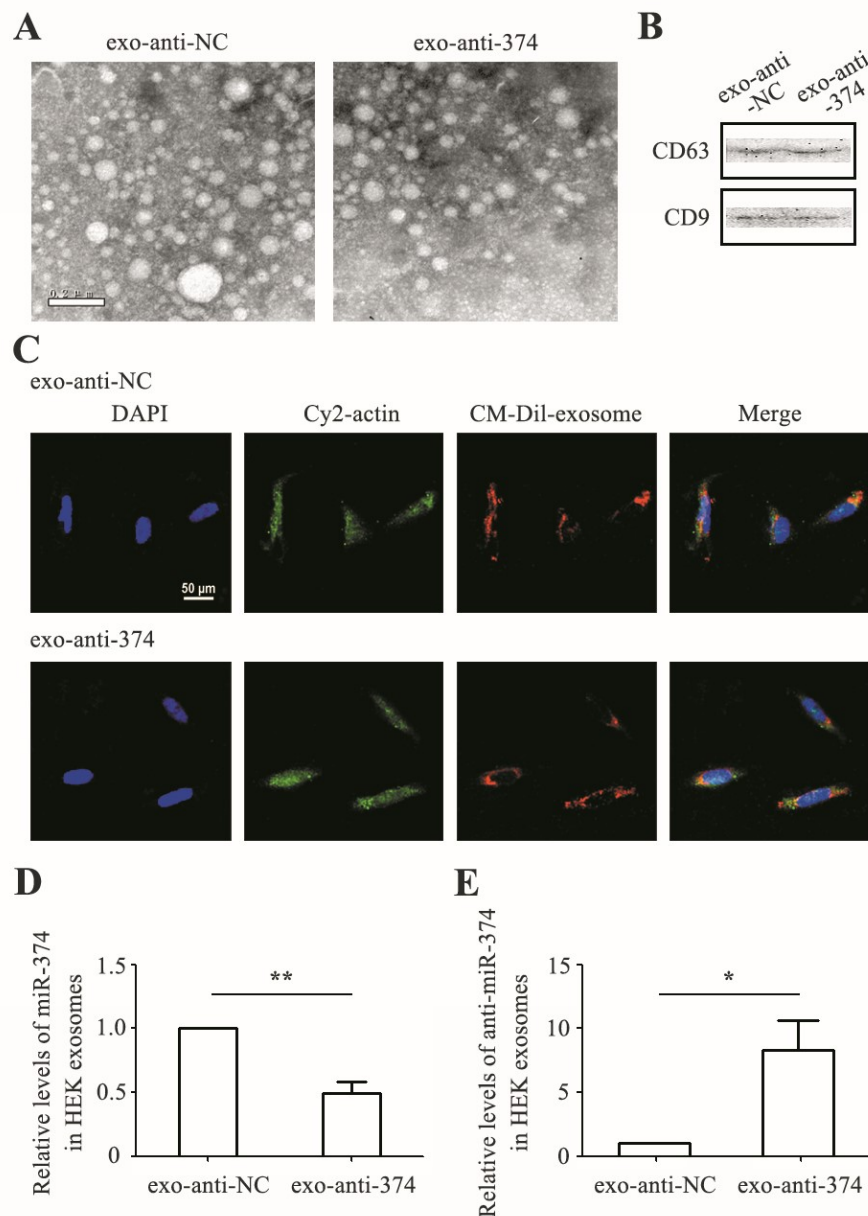 A
exo-anti-NC
exo-anti-374
0.2 μm
B
exo-anti
-NC
exo-anti
-374
CD63
CD9
C
exo-anti-NC
DAPI
Cy2-actin
CM-Dil-exosome
Merge
50 μm
exo-anti-374
D
Relative levels of miR-374
in HEK exosomes
1.5
1.0
0.5
0
**
exo-anti-NC
exo-anti-374
E
Relative levels of anti-miR-374
in HEK exosomes
15
10
5
0
*
exo-anti-NC
exo-anti-374